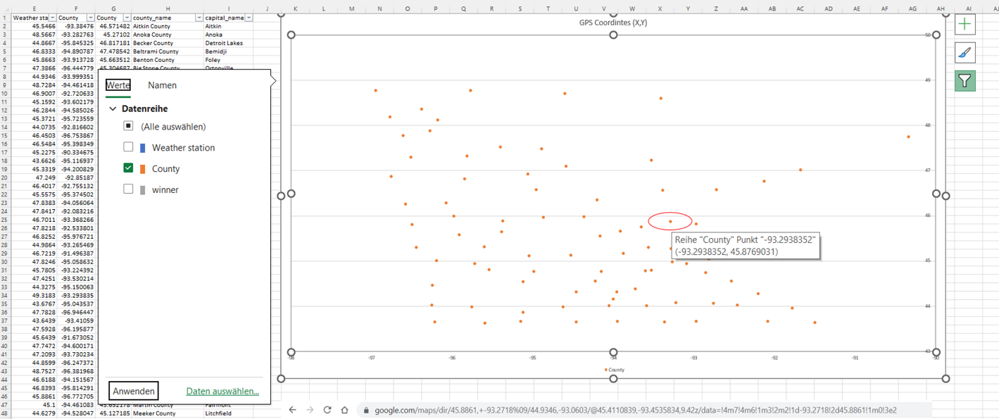 E F G H I J K L M N O P Q R S T U V W X Y Z AA AB AC AD AE AF AG AH AI AJ
1 Weather sta County County county_name capital_name
2 45.5466 -93.38476 46.571482 Aitkin County Aitkin
3 48.5667 -93.282763 45.27102 Anoka County Anoka
4 44.8667 -95.845325 46.817181 Becker County Detroit Lakes
5 46.8333 -94.890787 47.478542 Beltrami County Bemidji
6 45.8663 -93.913728 45.663512 Benton County Foley
7 47.3866 -96.444779 45.304687 Big Stone County Ortonville
8 44.9346 -93.999351
9 48.7284 -94.461418
10 46.9007 -92.720633
11 45.1592 -93.602179
12 46.2844 -94.585026
13 45.3721 -95.723559
14 44.0735 -92.816602
15 46.4503 -96.753867
16 46.5484 -95.398349
17 45.2275 -90.334675
18 43.6626 -95.116937
19 45.3319 -94.200829
20 47.249 -92.85187
21 46.4017 -92.755132
22 45.5575 -95.374502
23 47.8383 -94.056064
24 47.8417 -92.083216
25 46.7011 -93.368266
26 47.8218 -92.533801
27 46.8252 -95.976721
28 44.9864 -93.265469
29 46.7219 -91.496387
30 47.8246 -95.058632
31 45.7805 -93.224392
32 47.4251 -93.530214
33 44.3275 -95.150063
34 49.3183 -93.293835
35 43.6767 -95.043537
36 47.7828 -96.946447
37 43.6439 -93.41059
38 47.5928 -96.195877
39 45.6439 -91.673052
40 47.7472 -94.600171
41 47.2093 -93.730234
42 44.8599 -96.247372
43 48.7527 -96.381968
44 46.6188 -94.151567
45 46.8393 -95.814291
46 45.8861 -96.772705
47 45.1 -94.461083 45.692178 Martin County Fairmont
48 44.6279 -94.528047 45.127185 Meeker County Litchfield
Werte Namen
Datenreihe
(Alle auswählen)
Weather station
County
winner
Anwenden Daten auswählen...
GPS Coordintes (X,Y)
50
49
48
47
46
45
44
43
Reihe "County" Punkt "-93.2938352"
(-93.2938352, 45.8769031)
-98 -97 -96 -95 -94 -93 -92 -91 -90
County
google.com/maps/dir/45.8861,+-93.2718%09/44.9346,-93.0603/@45.4110839,-93.4535834,9.42z/data=!4m7!4m6!1m3!2m2!1d-93.2718!2d45.8861!1m0!3e2